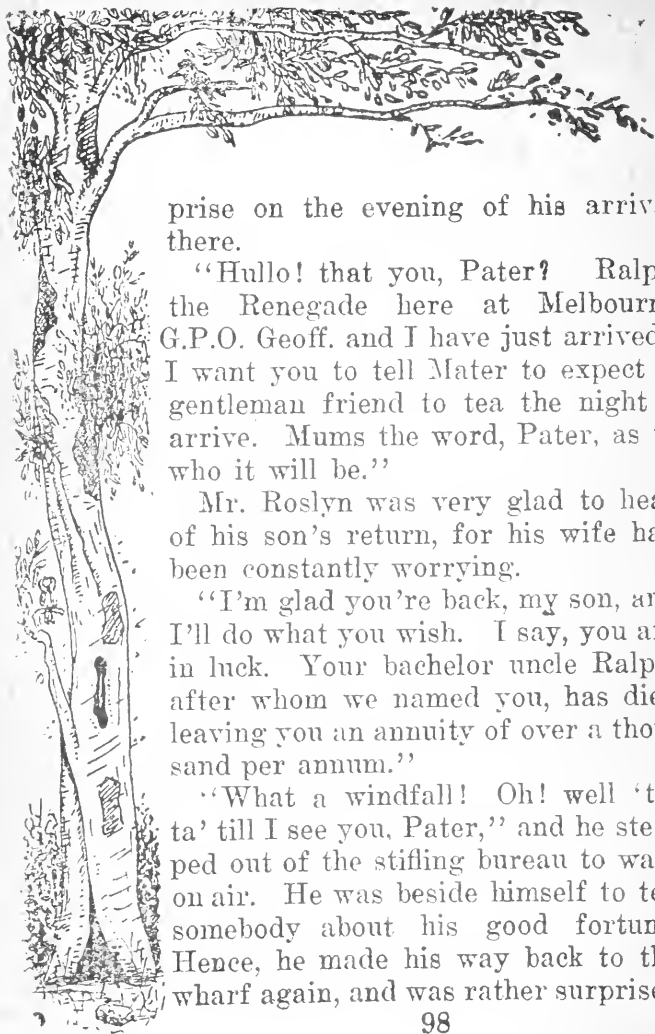 prise on the evening of his arriv
there.
"Hullo! that you, Pater? Ralp
the Renegade here at Melbourn
G.P.O. Geoff. and I have just arrived
I want you to tell Mater to expect
gentleman friend to tea the night
arrive. Mums the word, Pater, as
who it will be."
Mr. Roslyn was very glad to hea
of his son's return, for his wife ha
been constantly worrying.
"I'm glad you're back, my son, an
I'll do what you wish. I say, you a
in luck. Your bachelor uncle Ralp
after whom we named you, has die
leaving you an annuity of over a thou
sand per annum."
"What a windfall! Oh! well 't
ta' till I see you, Pater," and he ste
ped out of the stifling bureau to wa
on air. He was beside himself to te
somebody about his good fortun
Hence, he made his way back to th
wharf again, and was rather surprise
98